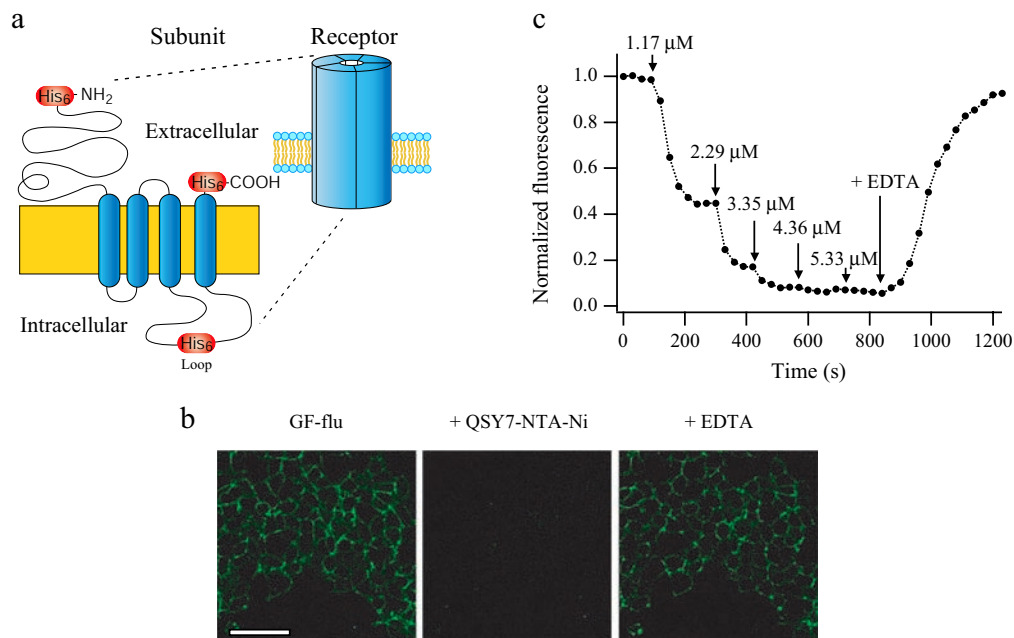 a
Subunit
Receptor
His6 - NH2
Extracellular
His6 -COOH
Intracellular
His6
Loop
c
1.17 µM
2.29 µM
3.35 µM
4.36 µM
5.33 µM
+ EDTA
Normalized fluorescence
1.0
0.8
0.6
0.4
0.2
0.0
0 200 400 600 800 1000 1200
Time (s)
b
GF-flu + QSY7-NTA-Ni + EDTA